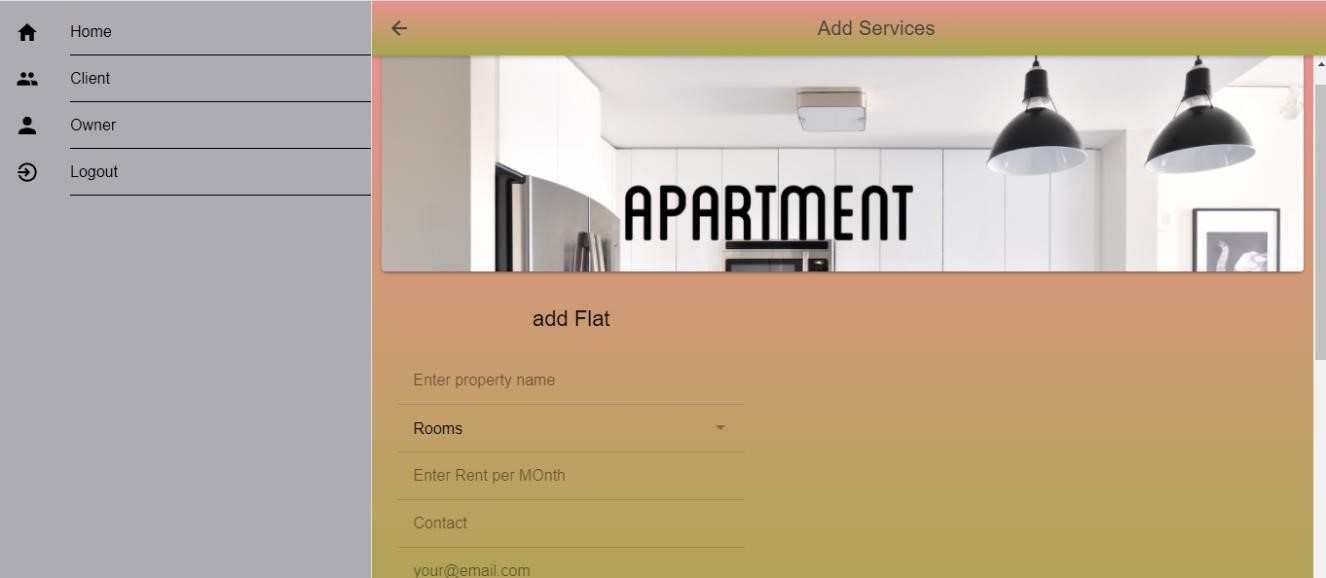 Home
Client
Owner
Logout
Add Services
APARTMENT
add Flat
Enter property name
Rooms
Enter Rent per MOnth
Contact
your@email.com